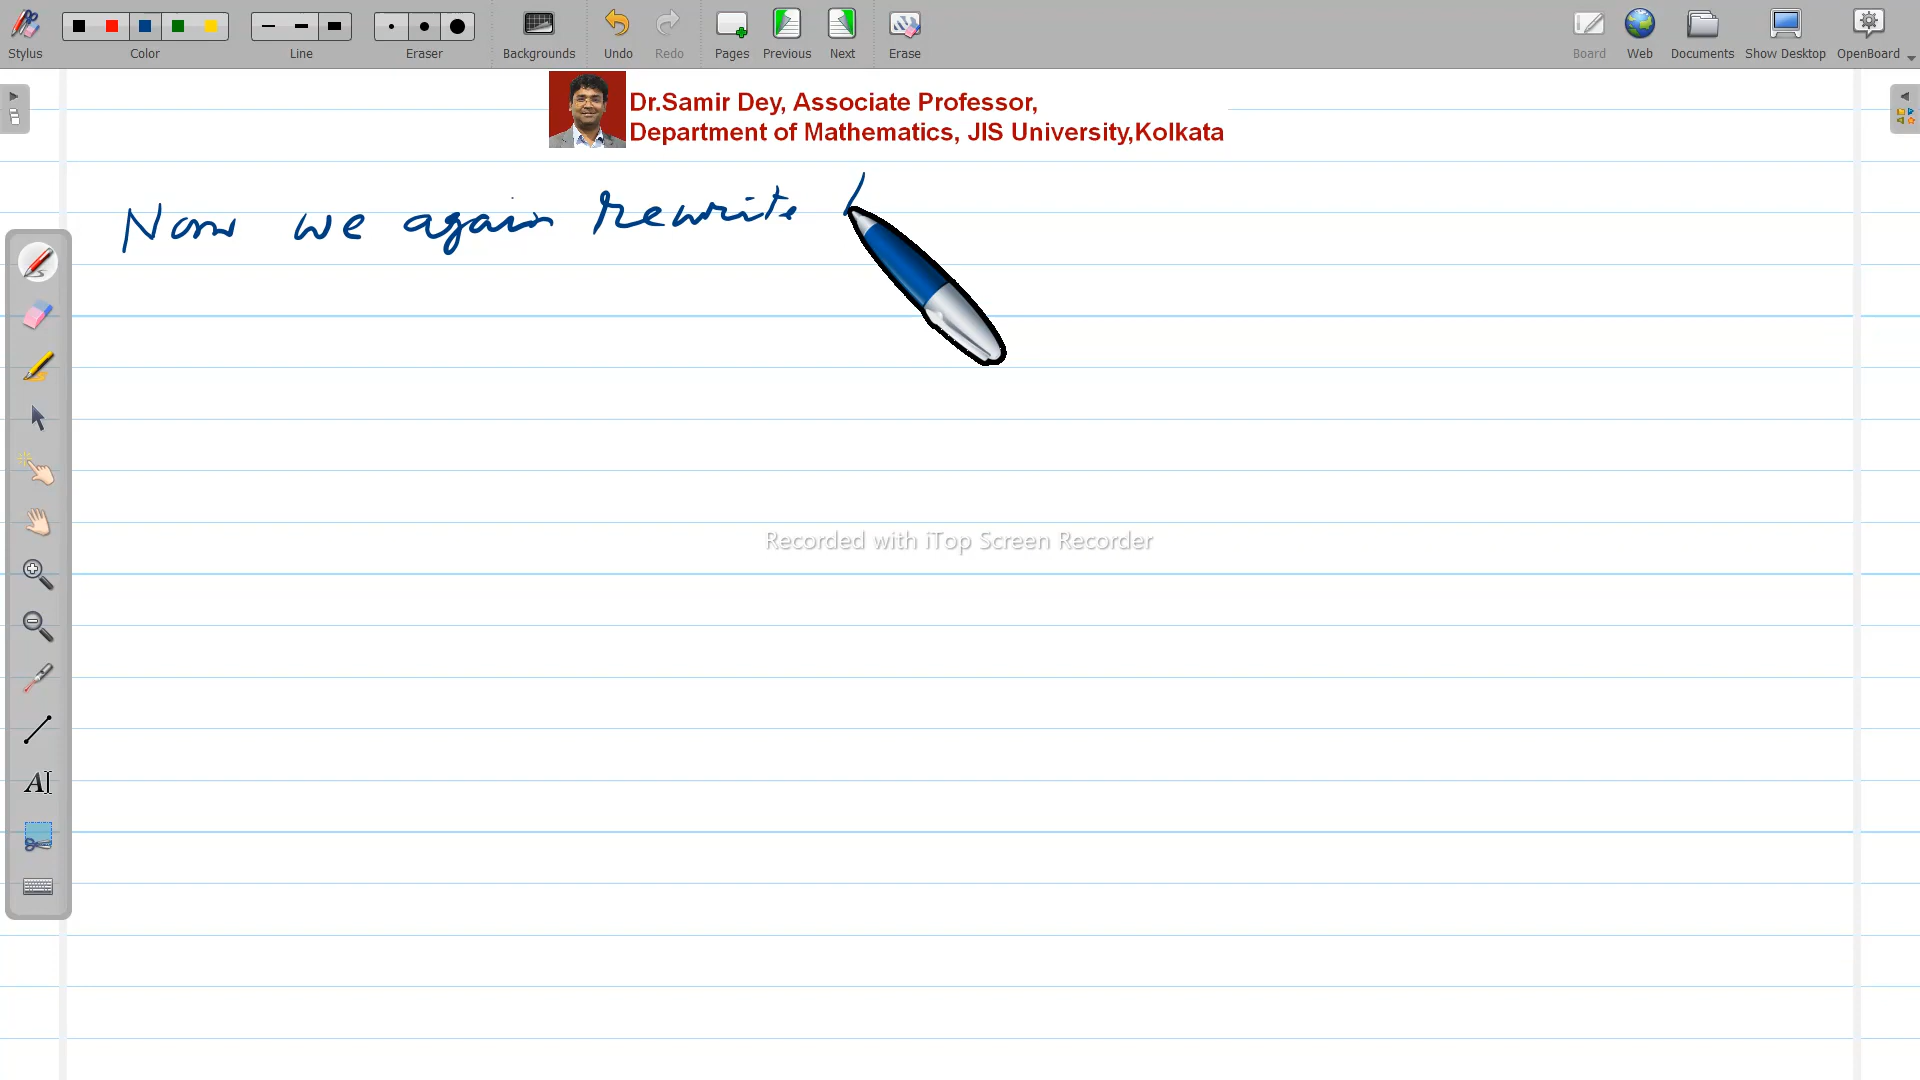 Stylus Color Line Eraser Backgrounds Undo Redo Pages Previous Next Erase Board Web Documents Show Desktop OpenBoard
Dr.Samir Dey, Associate Professor,
Department of Mathematics, JIS University,Kolkata
Now we again rewrite
Recorded with iTop Screen Recorder